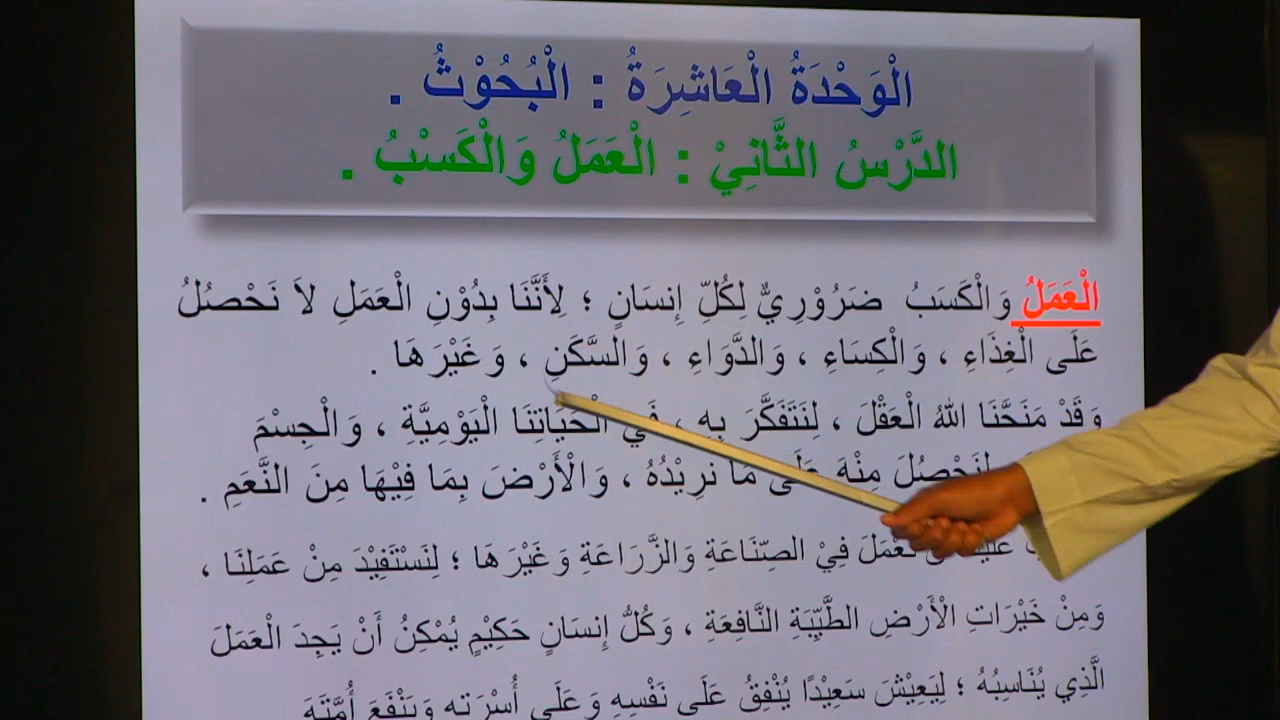 الْوَحْدَةُ الْعَاشِرَةُ : الْبُحُوْثُ .
الدَّرْسُ الثَّانِيْ : الْعَمَلُ وَالْكَسْبُ .
الْعَمَلُ وَالْكَسَبُ ضَرُوْرِيٌّ لِكُلِّ إِنسَانٍ ؛ لِأَنَّنَا بِدُوْنِ الْعَمَلِ لاَ نَحْصُلُ
عَلَى الْغِذَاءِ ، وَالْكِسَاءِ ، وَالدَّوَاءِ ، وَالسَّكَنِ ، وَغَيْرَهَا .
وَقَدْ مَنَحَّنَا اللهُ الْعَقْلَ ، لِنَتَفَكَّرَ بِهِ ، فَيْ الْحَيَاتِنَا الْيَوْمِيَّةِ ، وَالْجِسْمَ
لِنَحْصُلَ مِنْهَ عَلَى مَا نرِيْدُهُ ، وَالْأَرْضَ بِمَا فِيْهَا مِنَ النَّعَمِ .
نَعْمَلَ فِيْ الصِّنَاعَةِ وَالزَّرَاعَةِ وَغَيْرَهَا ؛ لِنَسْتَفِيْدَ مِنْ عَمَلِنَا ،
وَمِنْ خَيْرَاتِ الْأَرْضِ الطَّيِّبَةِ النَّافِعَةِ ، وَكُلُّ إِنسَانٍ حَكِيْمٍ يُمْكِنُ أَنْ يَجِدَ الْعَمَلَ
الَّذِي يُنَاسِبُهُ ؛ لِيَعِيْشَ سَعِيْدًا يُنْفِقُ عَلَى نَفْسِهِ وَعَلَى أُسْرَتِه وَيَنْفَعَ أُمَّتَهَ